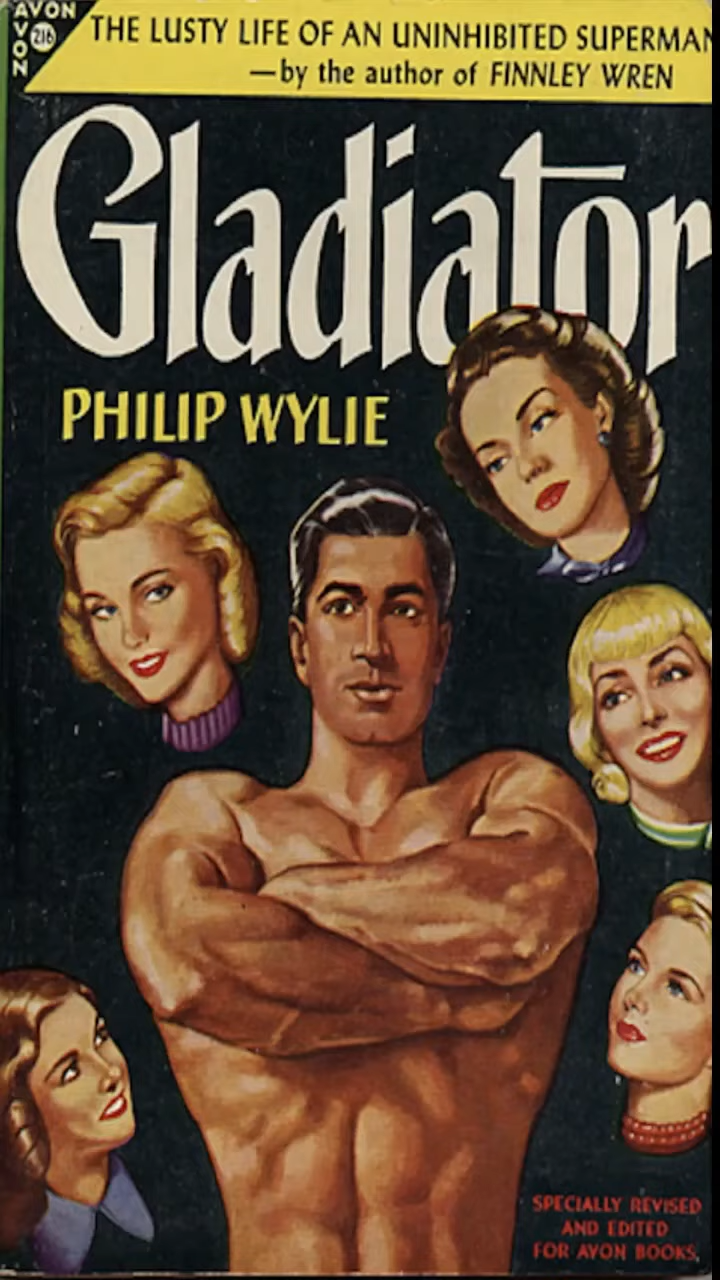 AVON
VON
216
THE LUSTY LIFE OF AN UNINHIBITED SUPERMAN
—by the author of FINNLEY WREN
Gladiator
PHILIP WYLIE
SPECIALLY REVISED
AND EDITED
FOR AVON BOOKS.